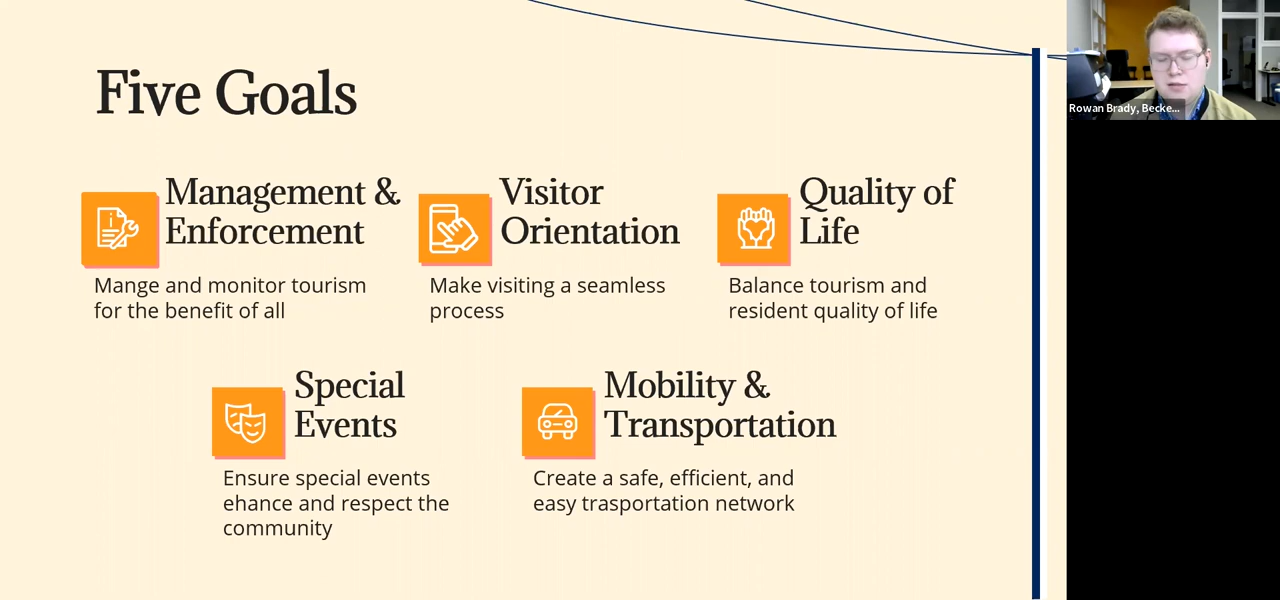 Five Goals
Management &
Enforcement
Mange and monitor tourism
for the benefit of all
Visitor
Orientation
Make visiting a seamless
process
Quality of
Life
Balance tourism and
resident quality of life
Special
Events
Ensure special events
ehance and respect the
community
Mobility &
Transportation
Create a safe, efficient, and
easy trasportation network
Rowan Brady, Becke...